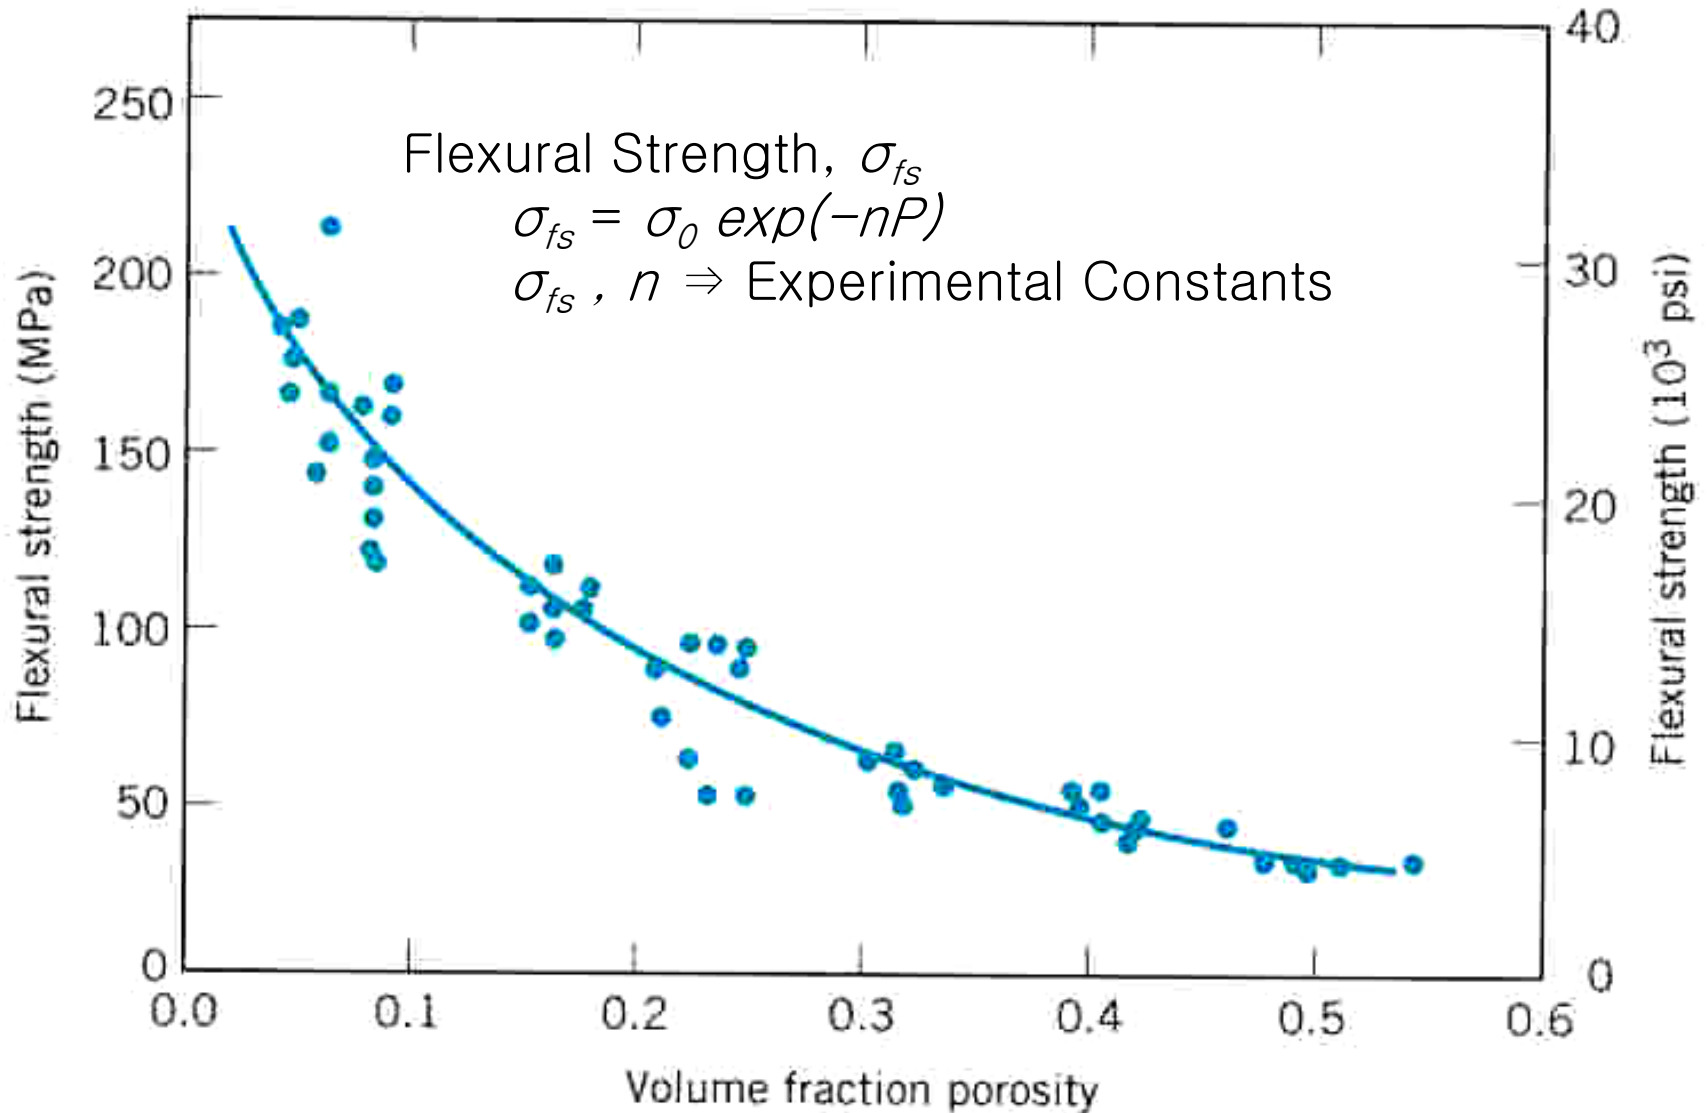 Flexural Strength, σfs
σfs = σ0 exp(−nP)
σfs , n ⇒ Experimental Constants
Flexural strength (MPa)
250
200
150
100
50
0
40
30
20
10
0
Flexural strength (10³ psi)
0.0 0.1 0.2 0.3 0.4 0.5 0.6
Volume fraction porosity